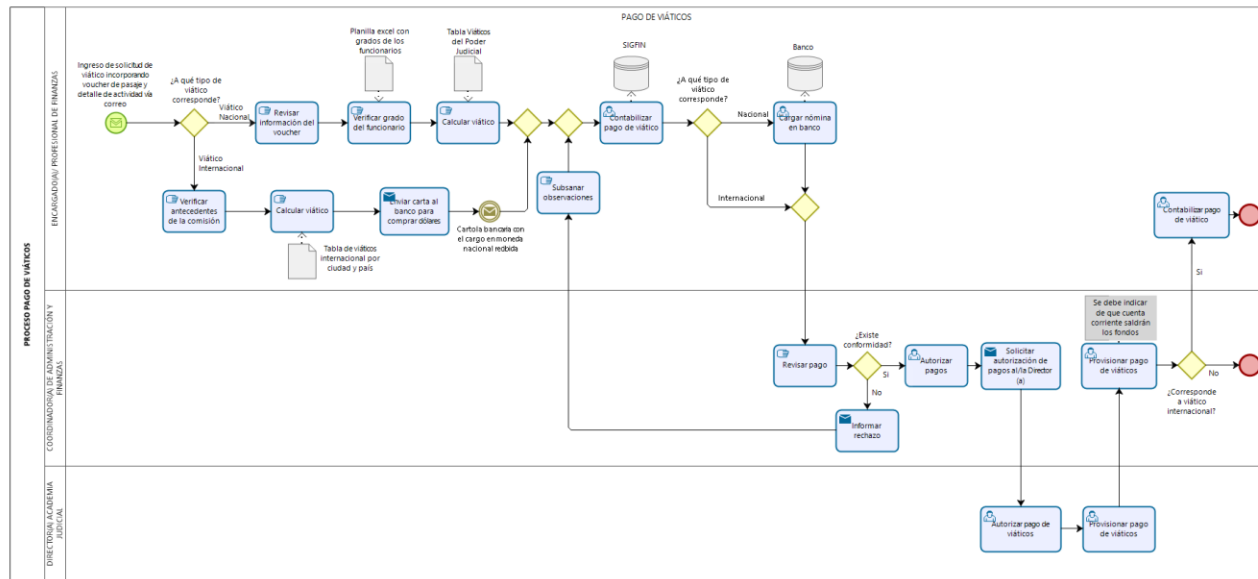 PAGO DE VIÁTICOS
PROCESO PAGO DE VIÁTICOS
ENCARGADO(A)/ PROFESIONAL DE FINANZAS
Ingreso de solicitud de
viático incorporando
voucher de pasaje y
detalle de actividad vía
correo
¿A qué tipo de
viático
corresponde?
Viático
Nacional
Viático
Internacional
Revisar
información del
voucher
Planilla excel con
grados de los
funcionarios
Verificar grado
del funcionario
Tabla Viáticos
del Poder
Judicial
Calcular viático
Verificar
antecedentes
de la comisión
Calcular viático
Tabla de viáticos
internacional por
ciudad y país
Enviar carta al
banco para
comprar dólares
Cartola bancaria con
el cargo en moneda
nacional recibida
Subsanar
observaciones
SIGFIN
Contabilizar
pago de viático
¿A qué tipo de
viático
corresponde?
Nacional
Internacional
Banco
Cargar nómina
en banco
Contabilizar pago
de viático
Si
COORDINADOR(A) DE ADMINISTRACIÓN Y
FINANZAS
Revisar pago
¿Existe
conformidad?
Si
No
Informar
rechazo
Autorizar
pagos
Solicitar
autorización de
pagos al/la Director
(a)
Se debe indicar
de que cuenta
corriente saldrán
los fondos
Provisionar pago
de viáticos
No
¿Corresponde
a viático
internacional?
DIRECTOR(A) ACADEMIA
JUDICIAL
Autorizar pago de
viáticos
Provisionar pago
de viáticos